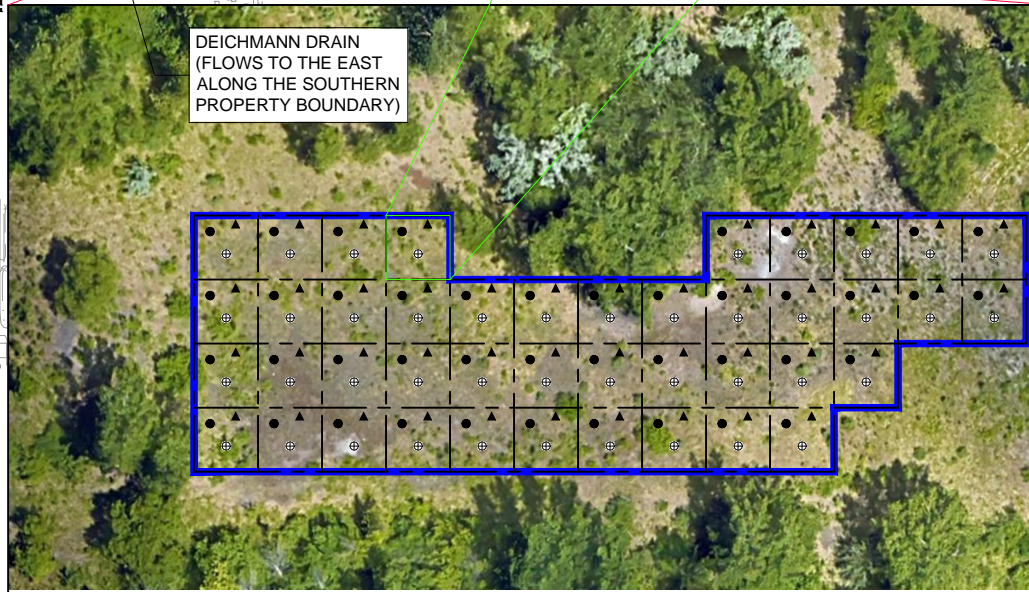 DEICHMANN DRAIN
(FLOWS TO THE EAST
ALONG THE SOUTHERN
PROPERTY BOUNDARY)